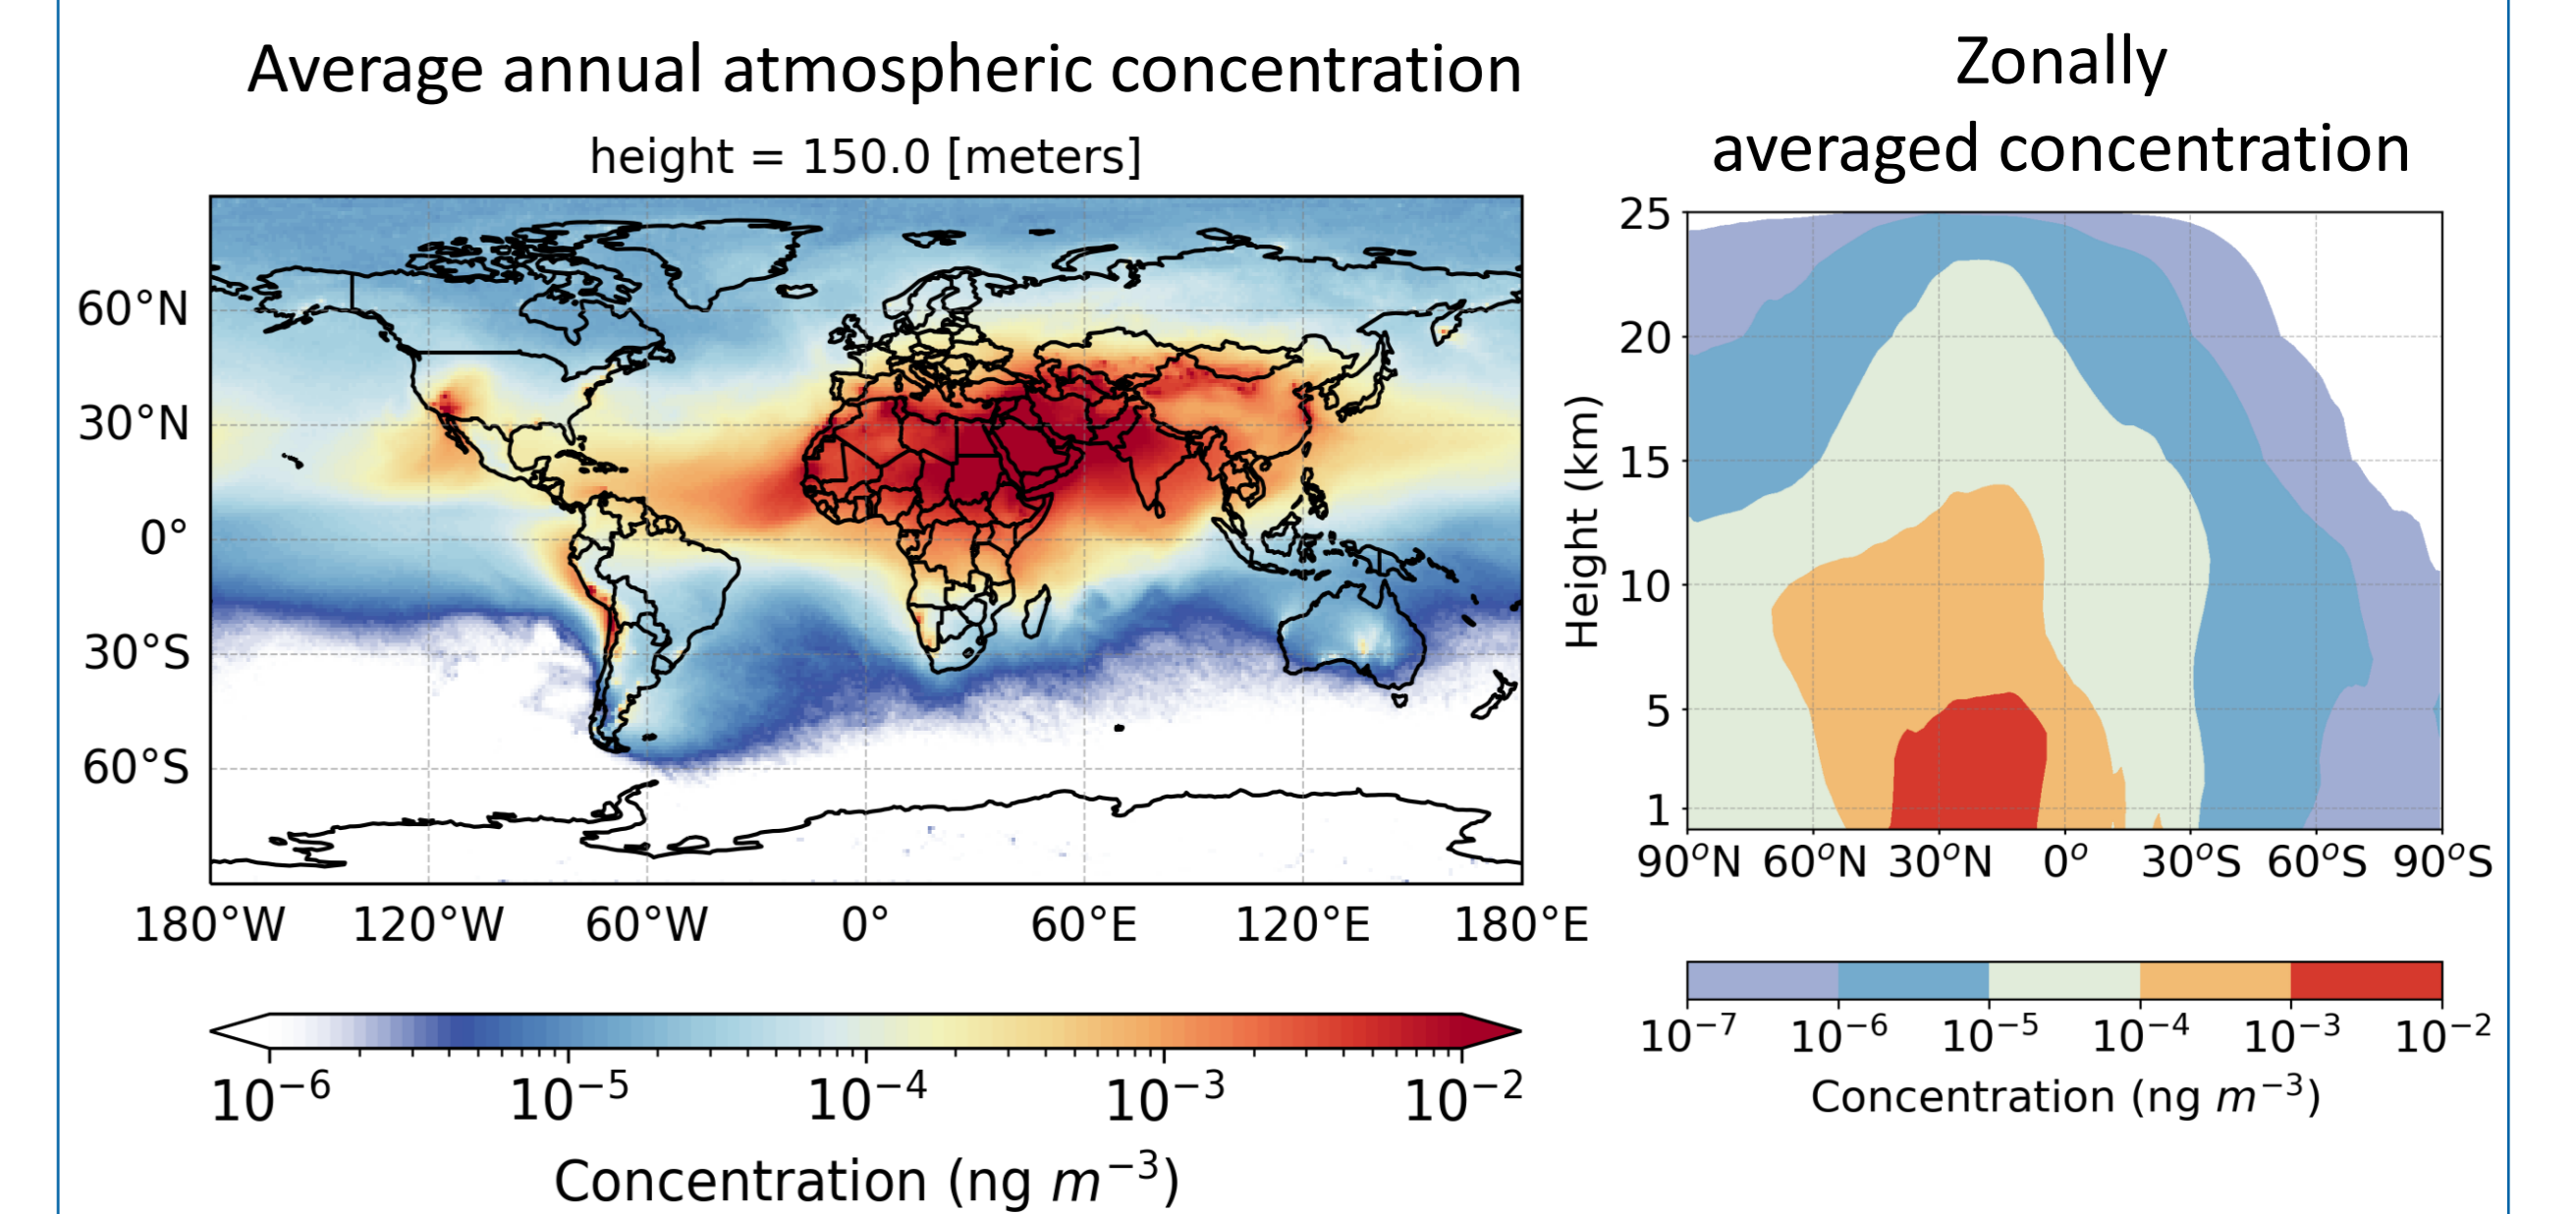 Average annual atmospheric concentration
height = 150.0 [meters]
60°N
30°N
0°
30°S
60°S
180°W 120°W 60°W 0° 60°E 120°E 180°E
10⁻⁶ 10⁻⁵ 10⁻⁴ 10⁻³ 10⁻²
Concentration (ng m⁻³)
Zonally
averaged concentration
Height (km)
25
20
15
10
5
1
90°N 60°N 30°N 0° 30°S 60°S 90°S
10⁻⁷ 10⁻⁶ 10⁻⁵ 10⁻⁴ 10⁻³ 10⁻²
Concentration (ng m⁻³)